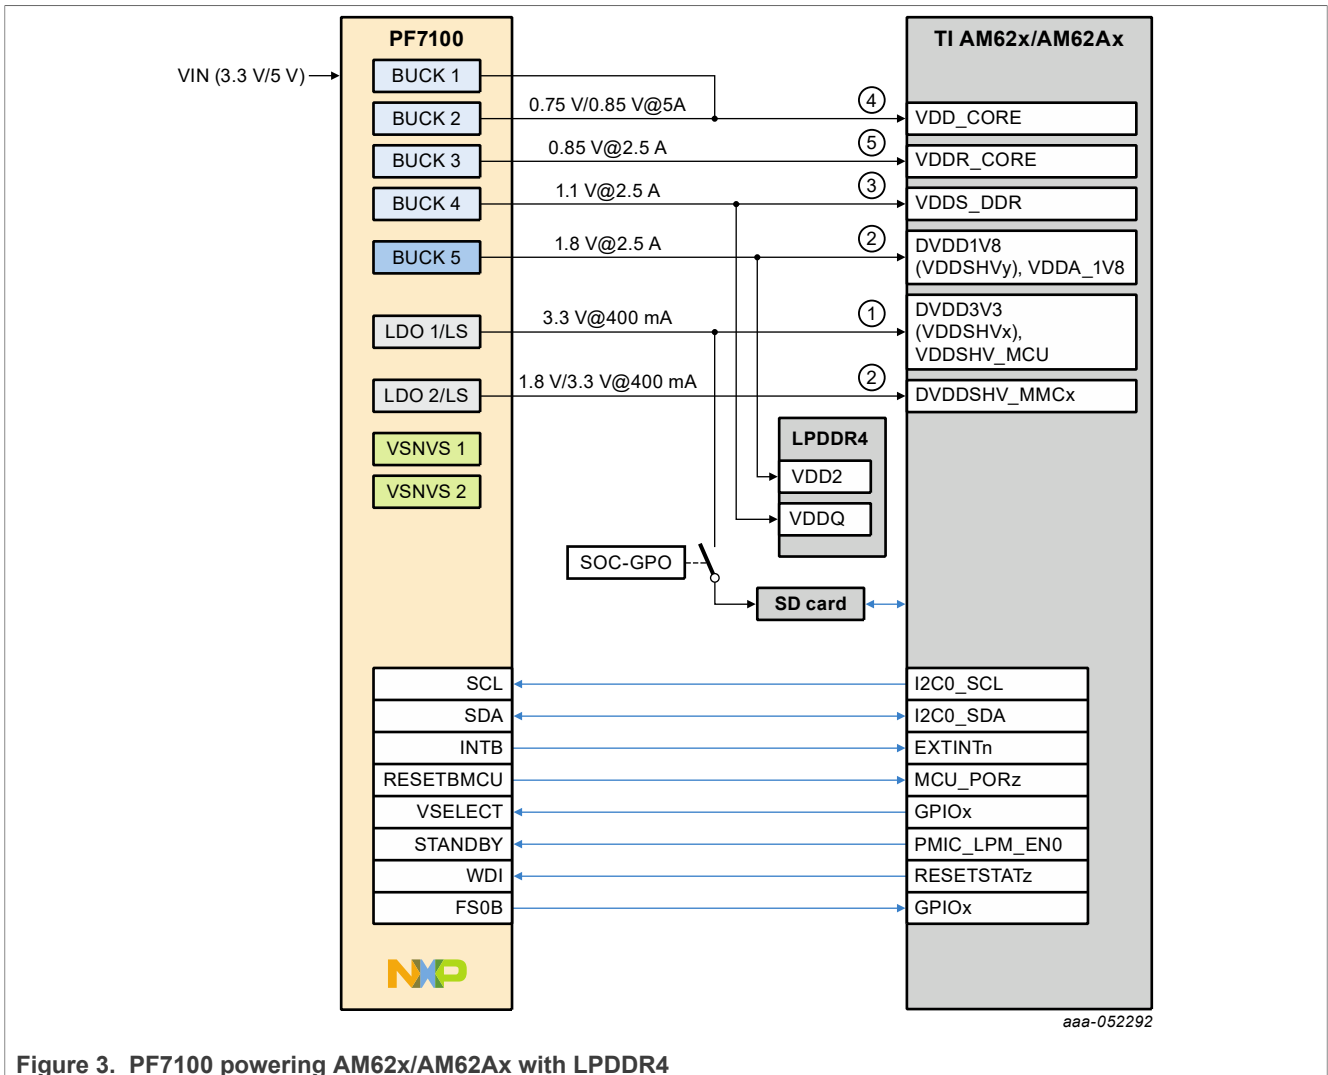 PF7100
TI AM62x/AM62Ax
VIN (3.3 V/5 V)
BUCK 1
BUCK 2
0.75 V/0.85 V@5A
4
VDD_CORE
BUCK 3
0.85 V@2.5 A
5
VDDR_CORE
BUCK 4
1.1 V@2.5 A
3
VDDS_DDR
BUCK 5
1.8 V@2.5 A
2
DVDD1V8
(VDDSHVy), VDDA_1V8
LDO 1/LS
3.3 V@400 mA
1
DVDD3V3
(VDDSHVx),
VDDSHV_MCU
LDO 2/LS
1.8 V/3.3 V@400 mA
2
DVDDSHV_MMCx
VSNVS 1
VSNVS 2
LPDDR4
VDD2
VDDQ
SOC-GPO
SD card
SCL
I2C0_SCL
SDA
I2C0_SDA
INTB
EXTINTn
RESETBMCU
MCU_PORz
VSELECT
GPIOx
STANDBY
PMIC_LPM_EN0
WDI
RESETSTATz
FS0B
GPIOx
NXP
aaa-052292
Figure 3. PF7100 powering AM62x/AM62Ax with LPDDR4